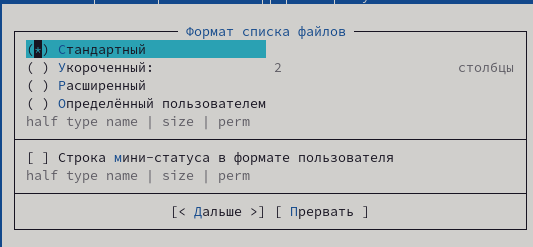 Формат списка файлов
(*) Стандартный
( ) Укороченный: 2 столбцы
( ) Расширенный
( ) Определённый пользователем
half type name | size | perm
[ ] Строка мини-статуса в формате пользователя
half type name | size | perm
[< Дальше >] [ Прервать ]